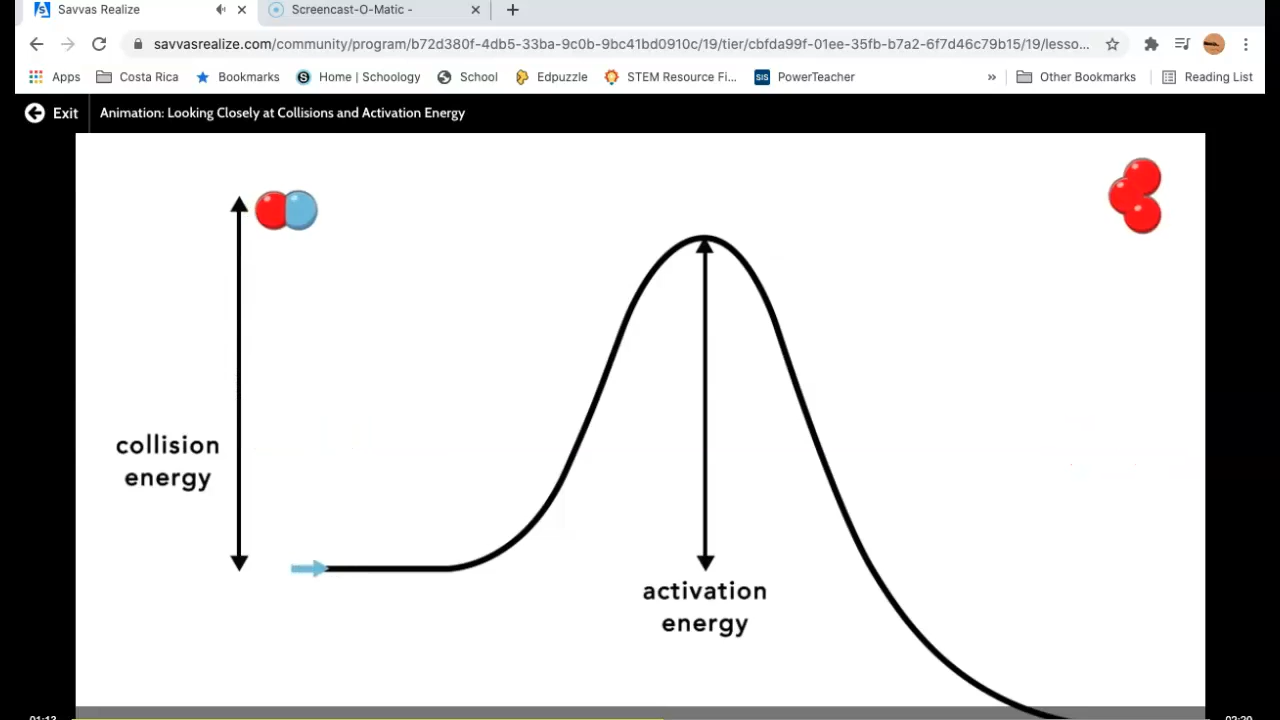 Savvas Realize
Screencast-O-Matic -
savvasrealize.com/community/program/b72d380f-4db5-33ba-9c0b-9bc41bd0910c/19/tier/cbfda99f-01ee-35fb-b7a2-6f7d46c79b15/19/lesso...
Apps Costa Rica Bookmarks Home | Schoology School Edpuzzle STEM Resource Fi... SIS PowerTeacher » Other Bookmarks Reading List
Exit Animation: Looking Closely at Collisions and Activation Energy
collision
energy
activation
energy